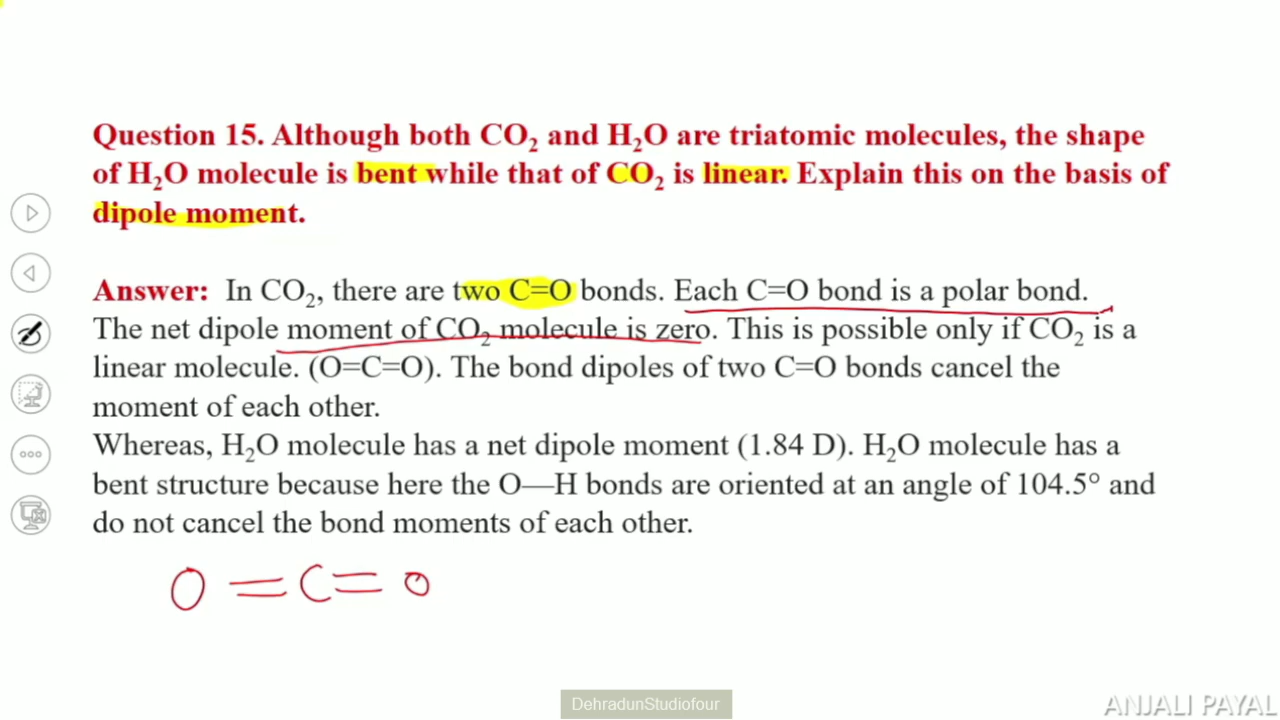 Question 15. Although both CO₂ and H₂O are triatomic molecules, the shape
of H₂O molecule is bent while that of CO₂ is linear. Explain this on the basis of
dipole moment.
Answer: In CO₂, there are two C=O bonds. Each C=O bond is a polar bond.
The net dipole moment of CO₂ molecule is zero. This is possible only if CO₂ is a
linear molecule. (O=C=O). The bond dipoles of two C=O bonds cancel the
moment of each other.
Whereas, H₂O molecule has a net dipole moment (1.84 D). H₂O molecule has a
bent structure because here the O—H bonds are oriented at an angle of 104.5° and
do not cancel the bond moments of each other.
O = C = O
DehradunStudiofour
ANJALI PAYAL